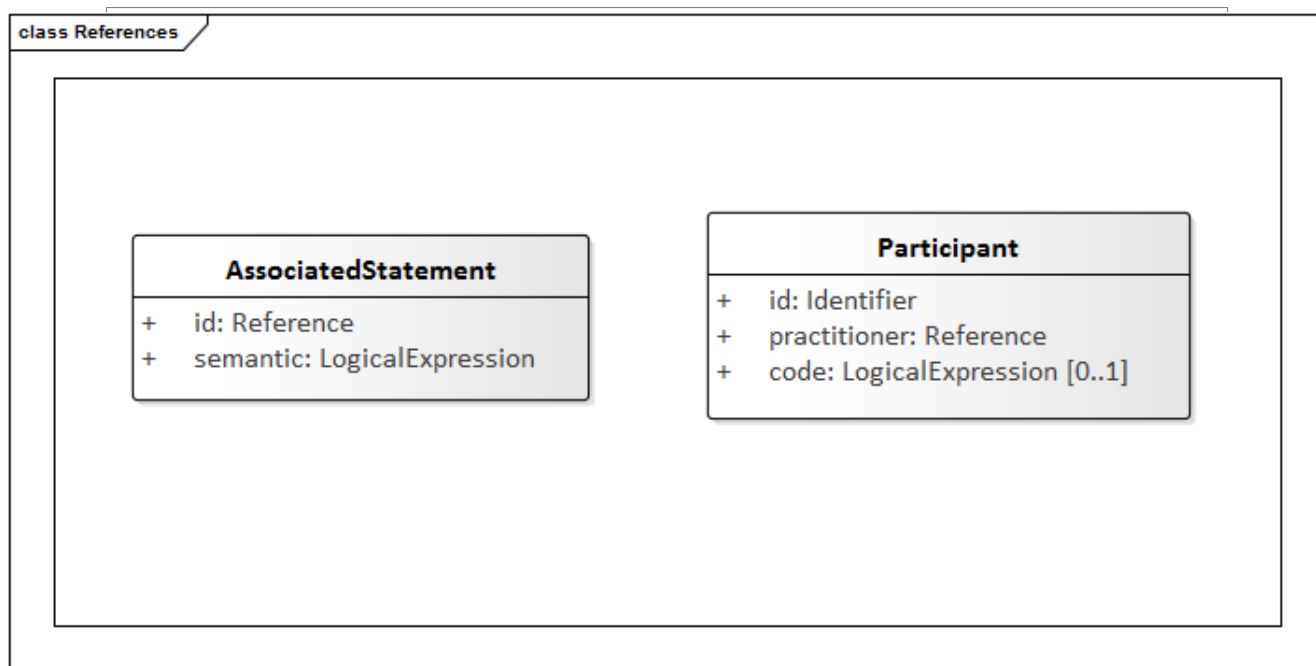 class References
AssociatedStatement
+ id: Reference
+ semantic: LogicalExpression
Participant
+ id: Identifier
+ practitioner: Reference
+ code: LogicalExpression [0..1]